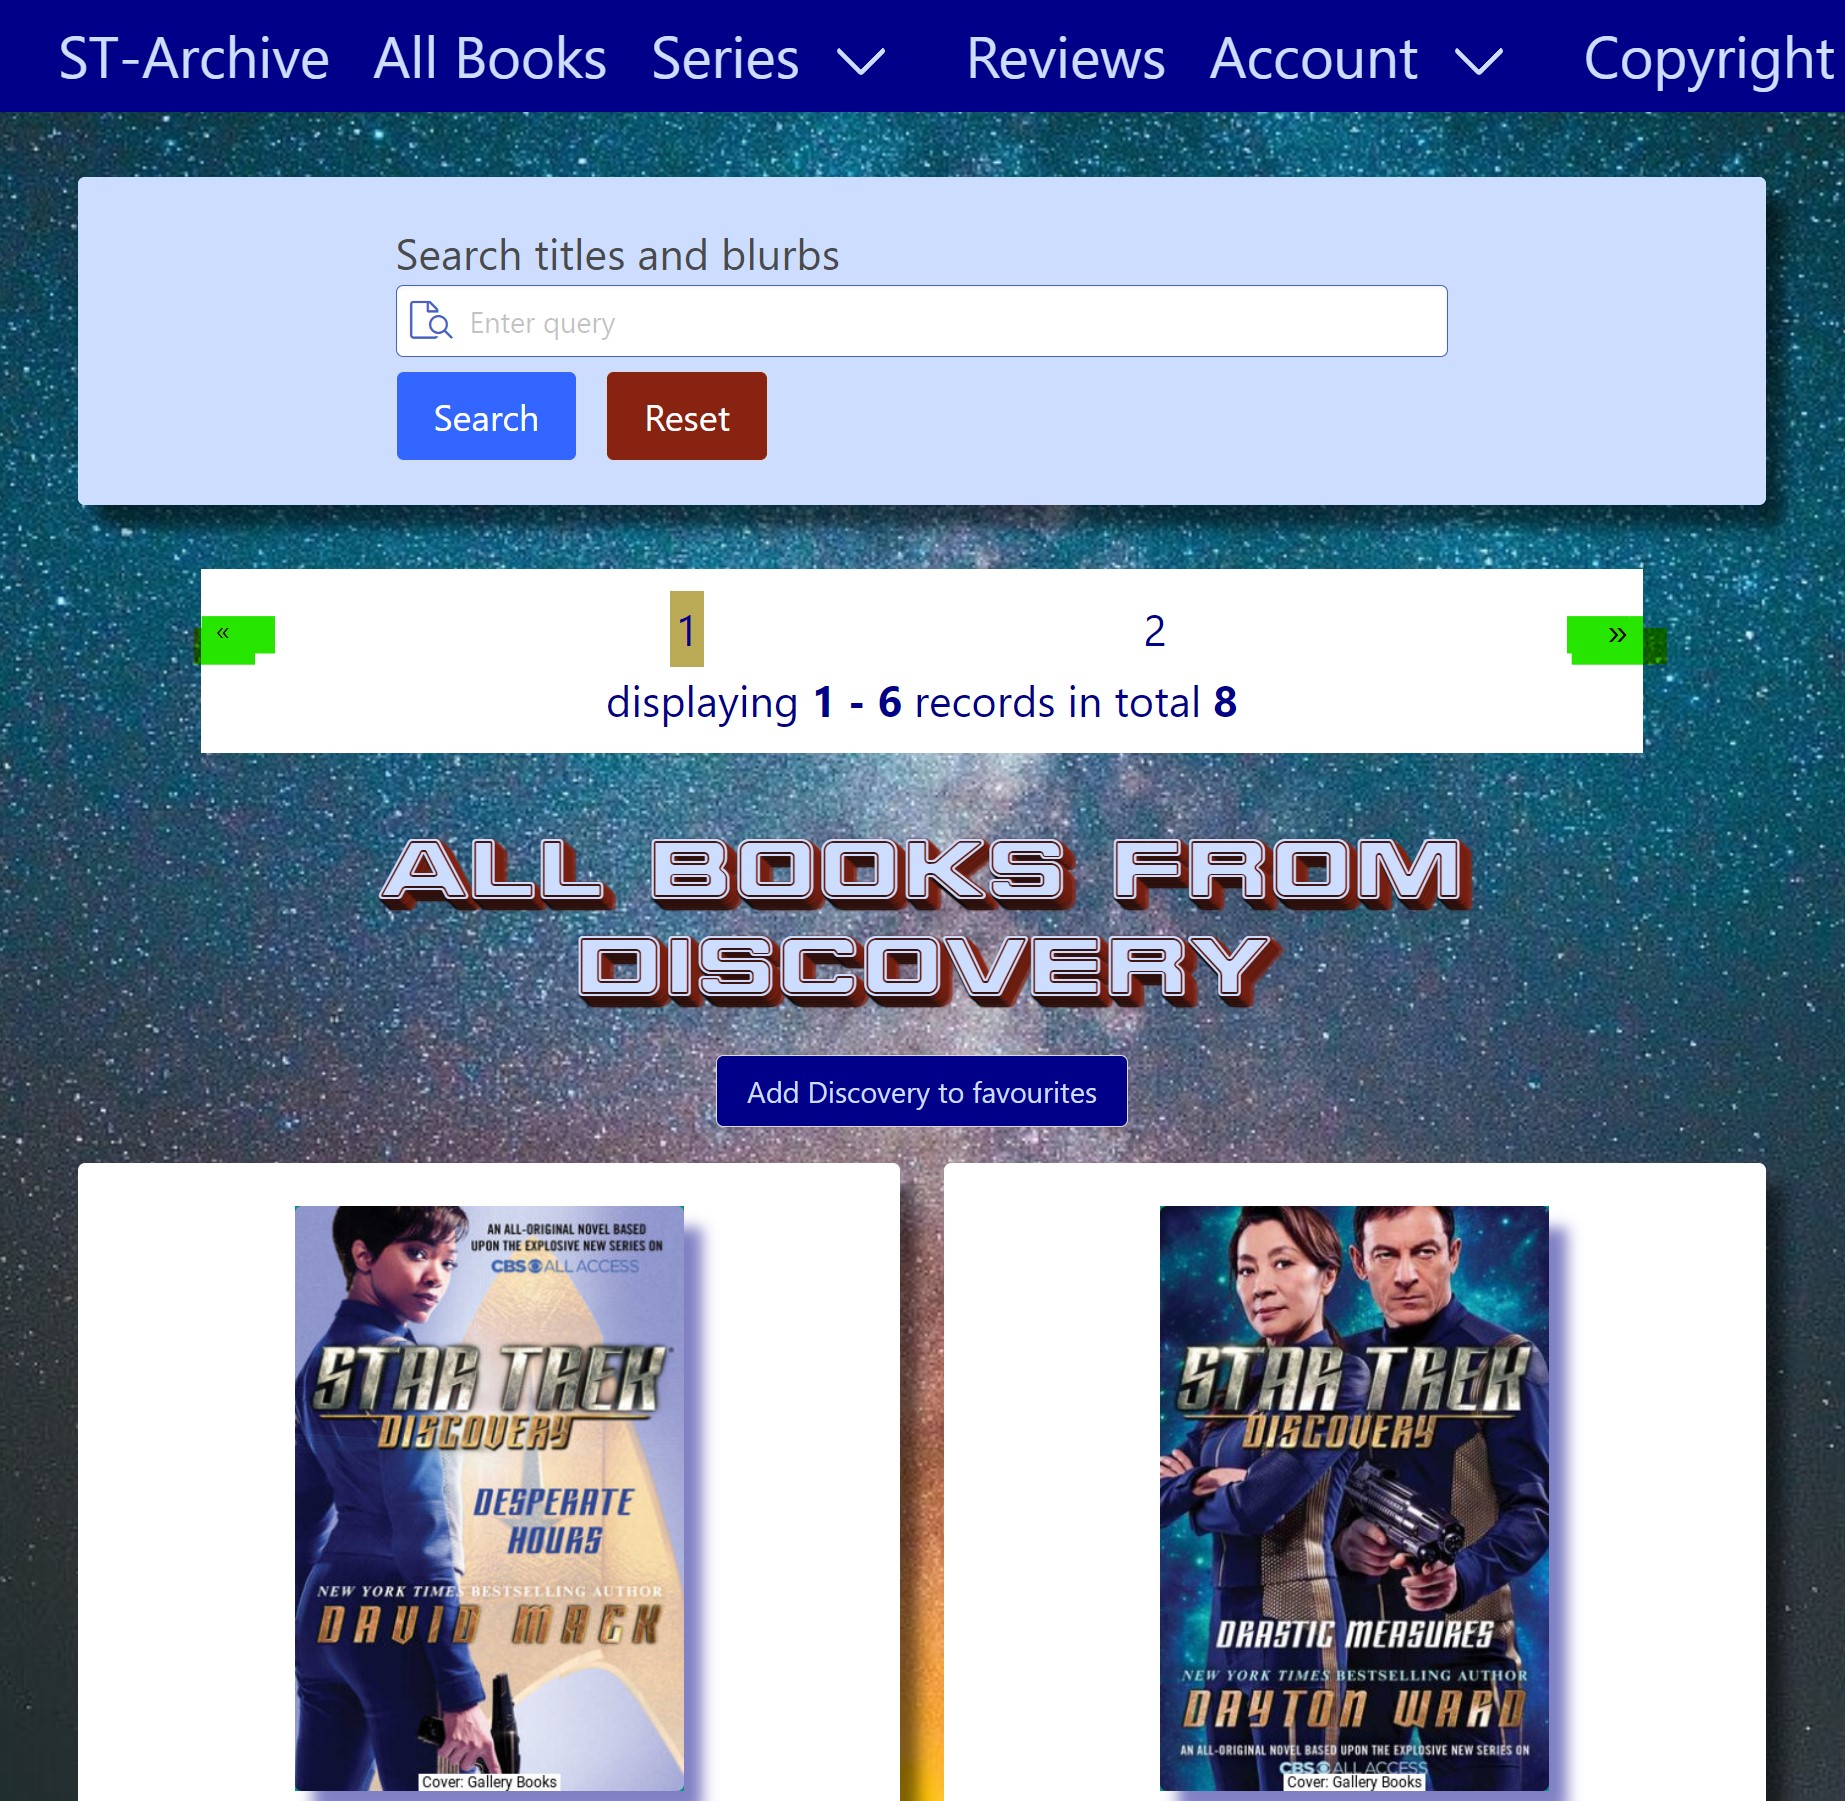 ST-Archive All Books Series Reviews Account Copyright
Search titles and blurbs
Enter query
Search Reset
« 1 2 »
displaying 1 - 6 records in total 8
ALL BOOKS FROM
DISCOVERY
Add Discovery to favourites
AN ALL-ORIGINAL NOVEL BASED
UPON THE EXPLOSIVE NEW SERIES ON
CBS ALL ACCESS
STAR TREK
DISCOVERY
DESPERATE
HOURS
NEW YORK TIMES BESTSELLING AUTHOR
DAVID MACK
Cover: Gallery Books
STAR TREK
DISCOVERY
DRASTIC MEASURES
NEW YORK TIMES BESTSELLING AUTHOR
DAYTON WARD
AN ALL-ORIGINAL NOVEL BASED UPON THE EXPLOSIVE NEW SERIES ON
CBS ALL ACCESS
Cover: Gallery Books